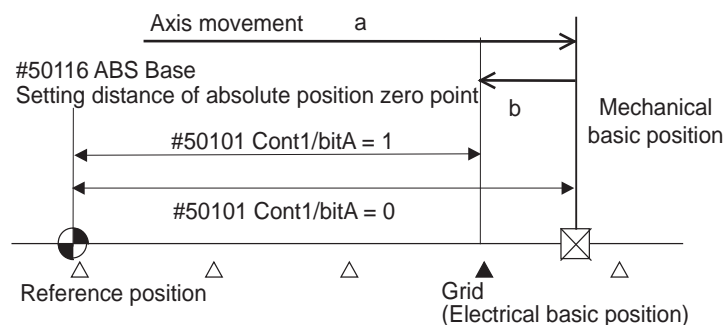 Axis movement a
#50116 ABS Base
Setting distance of absolute position zero point
b
Mechanical
basic position
#50101 Cont1/bitA = 1
#50101 Cont1/bitA = 0
Reference position
Grid
(Electrical basic position)